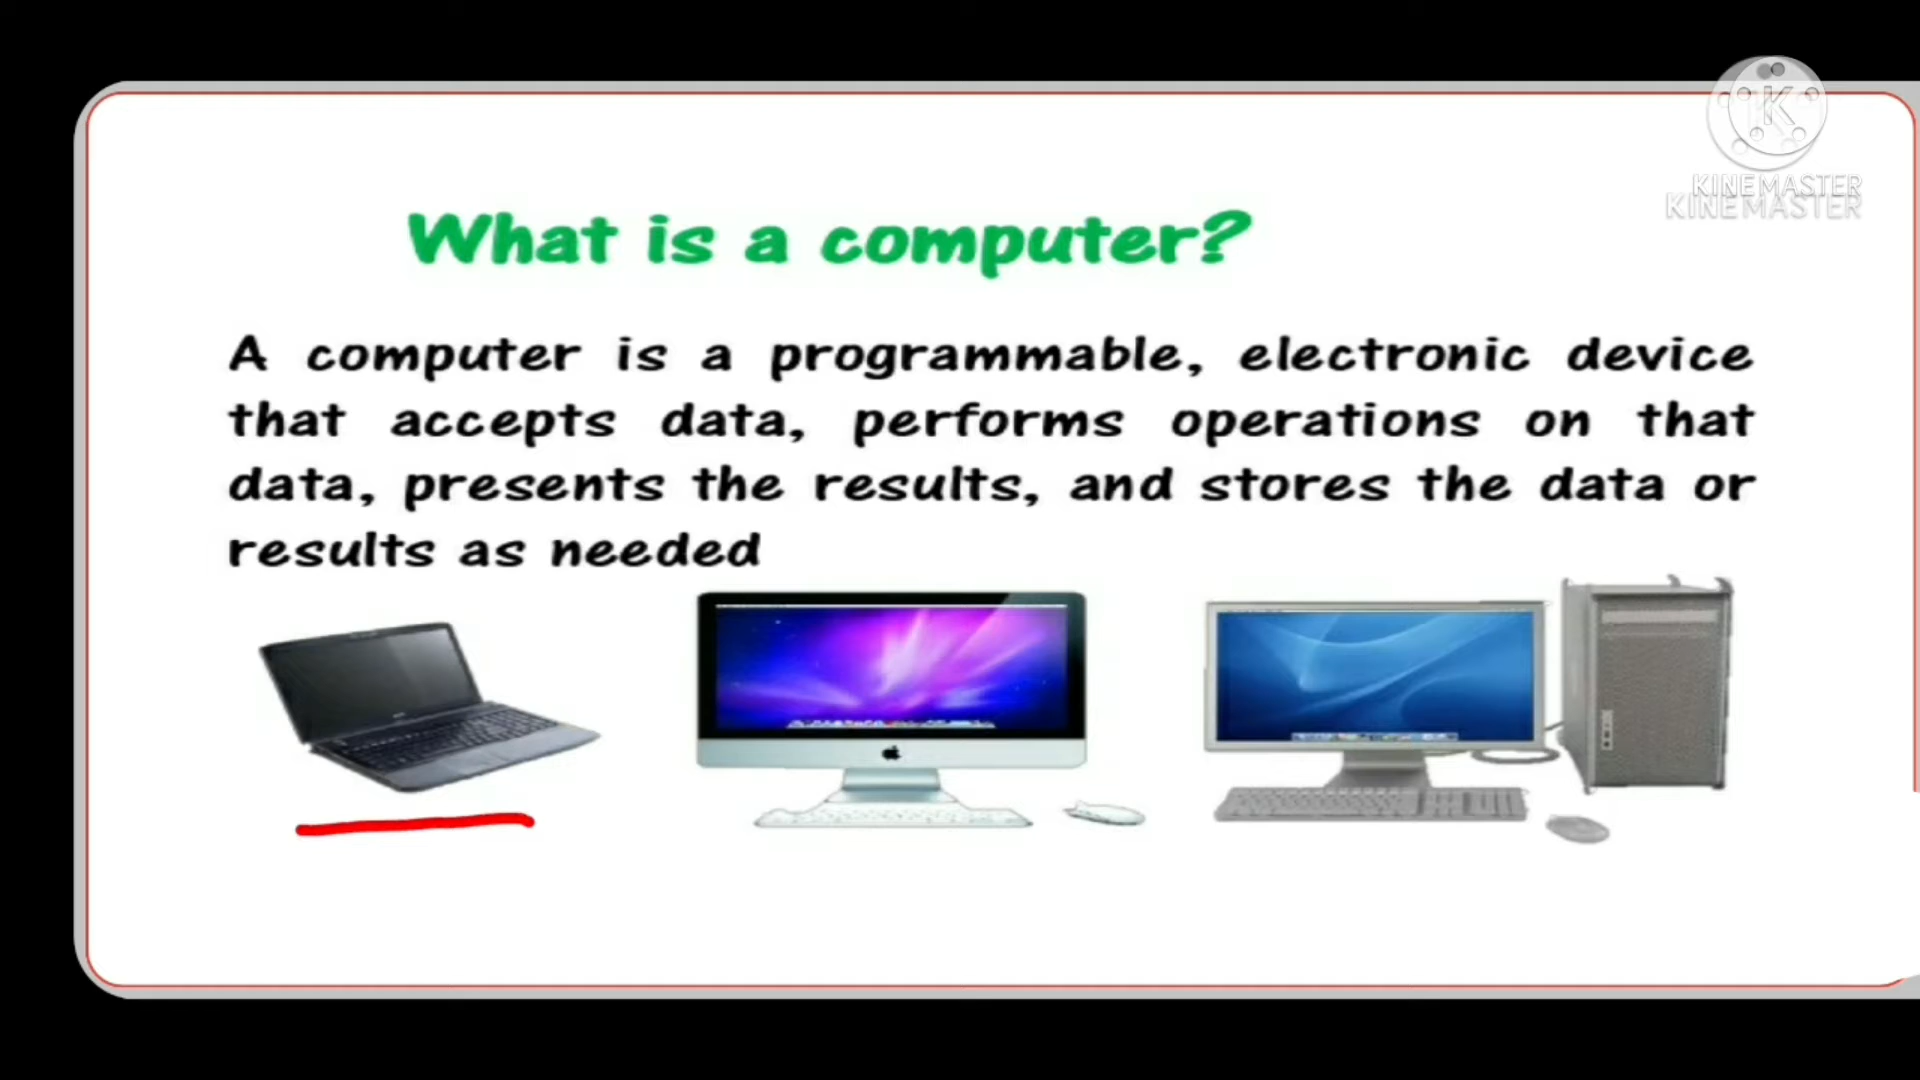 K
KINEMASTER
KINEMASTER
What is a computer?
A computer is a programmable, electronic device
that accepts data, performs operations on that
data, presents the results, and stores the data or
results as needed